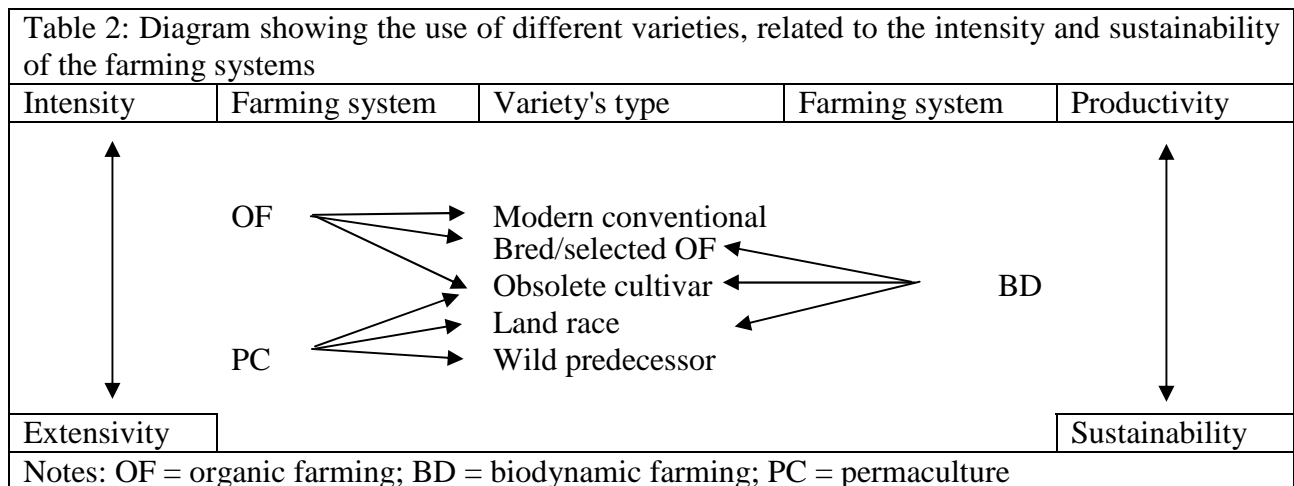 Table 2: Diagram showing the use of different varieties, related to the intensity and sustainability
of the farming systems
Intensity Farming system Variety's type Farming system Productivity
OF Modern conventional
Bred/selected OF
Obsolete cultivar BD
Land race
PC Wild predecessor
Extensivity Sustainability
Notes: OF = organic farming; BD = biodynamic farming; PC = permaculture